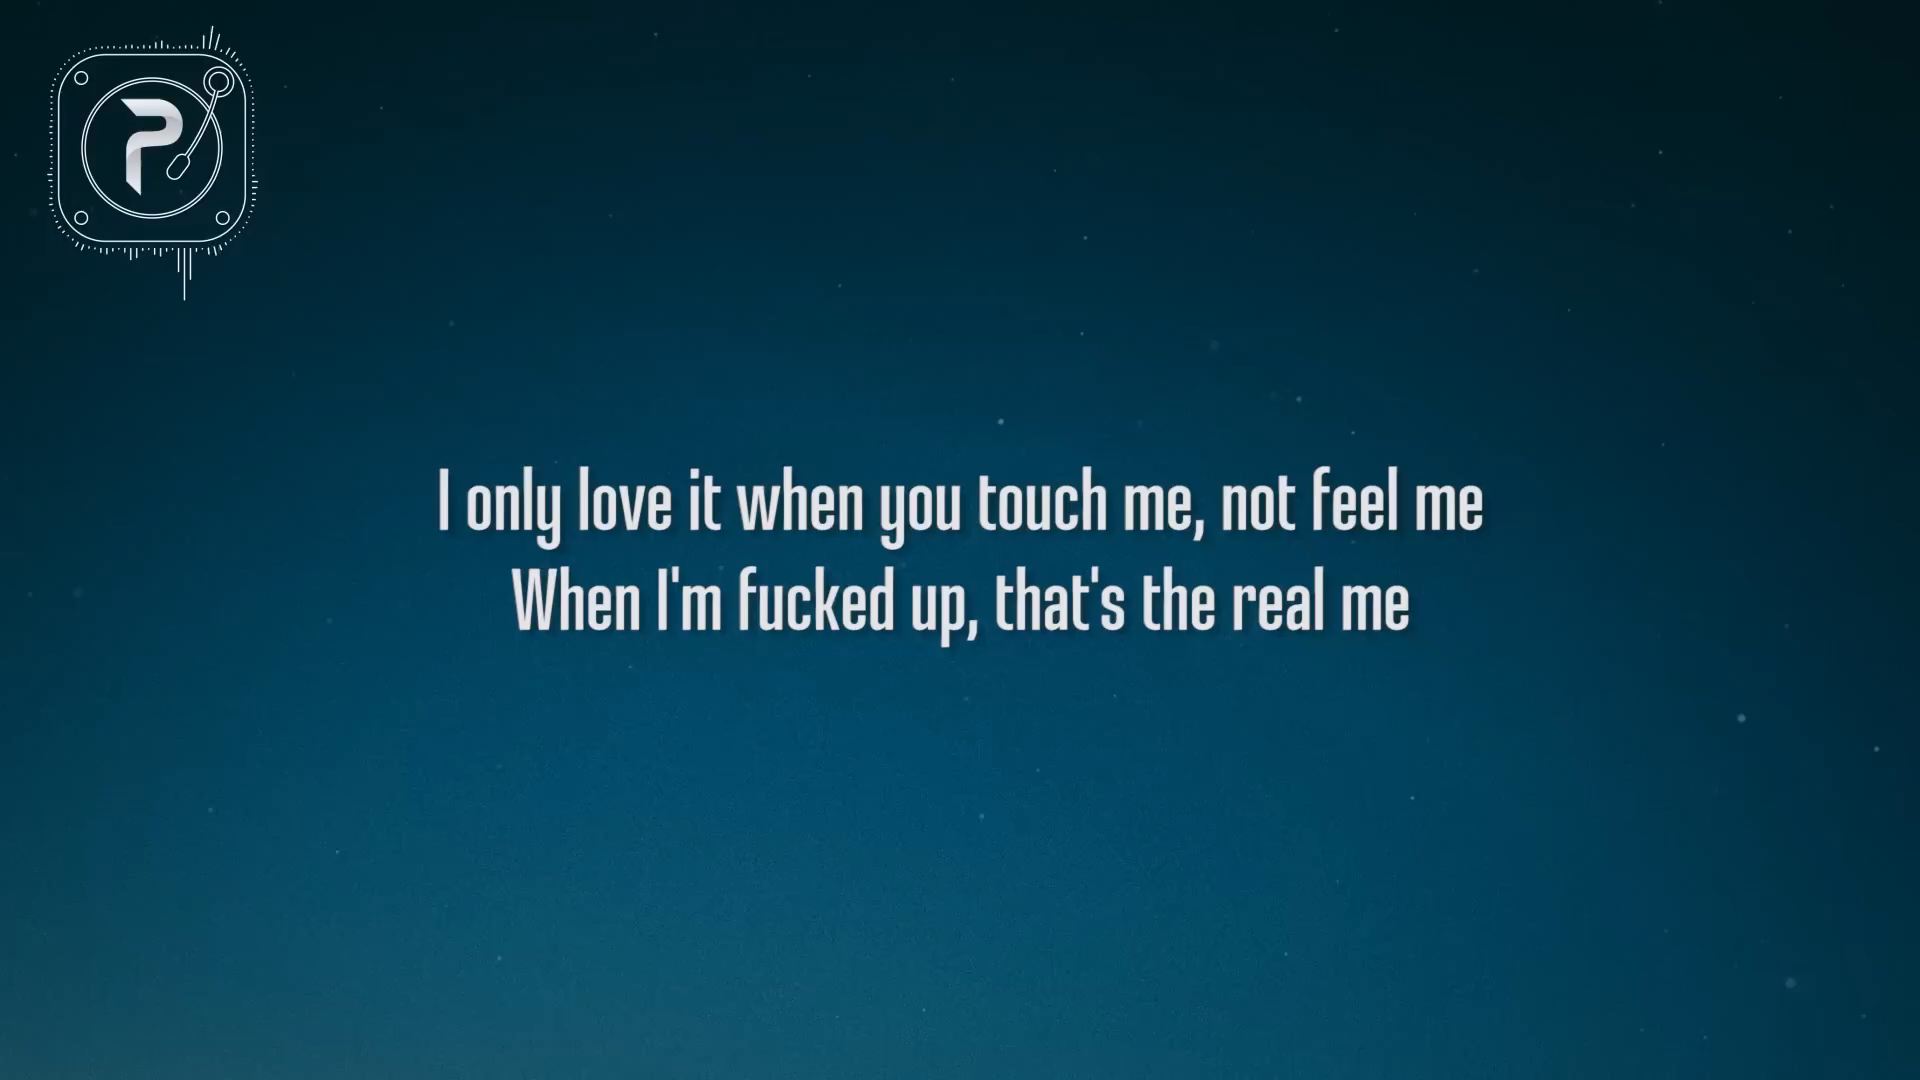 P
I only love it when you touch me, not feel me
When I'm fucked up, that's the real me